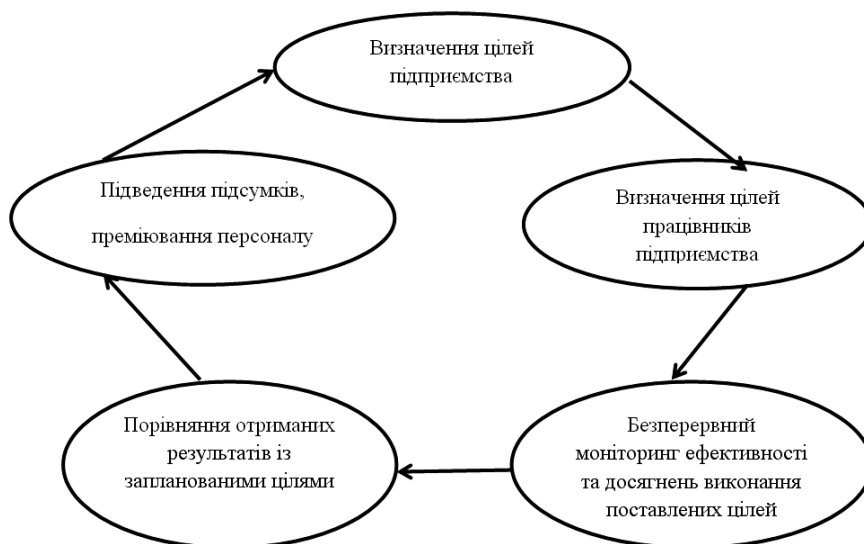 Визначення цілей
підприємства
Визначення цілей
працівників
підприємства
Безперервний
моніторинг ефективності
та досягнень виконання
поставлених цілей
Порівняння отриманих
результатів із
запланованими цілями
Підведення підсумків,
преміювання персоналу